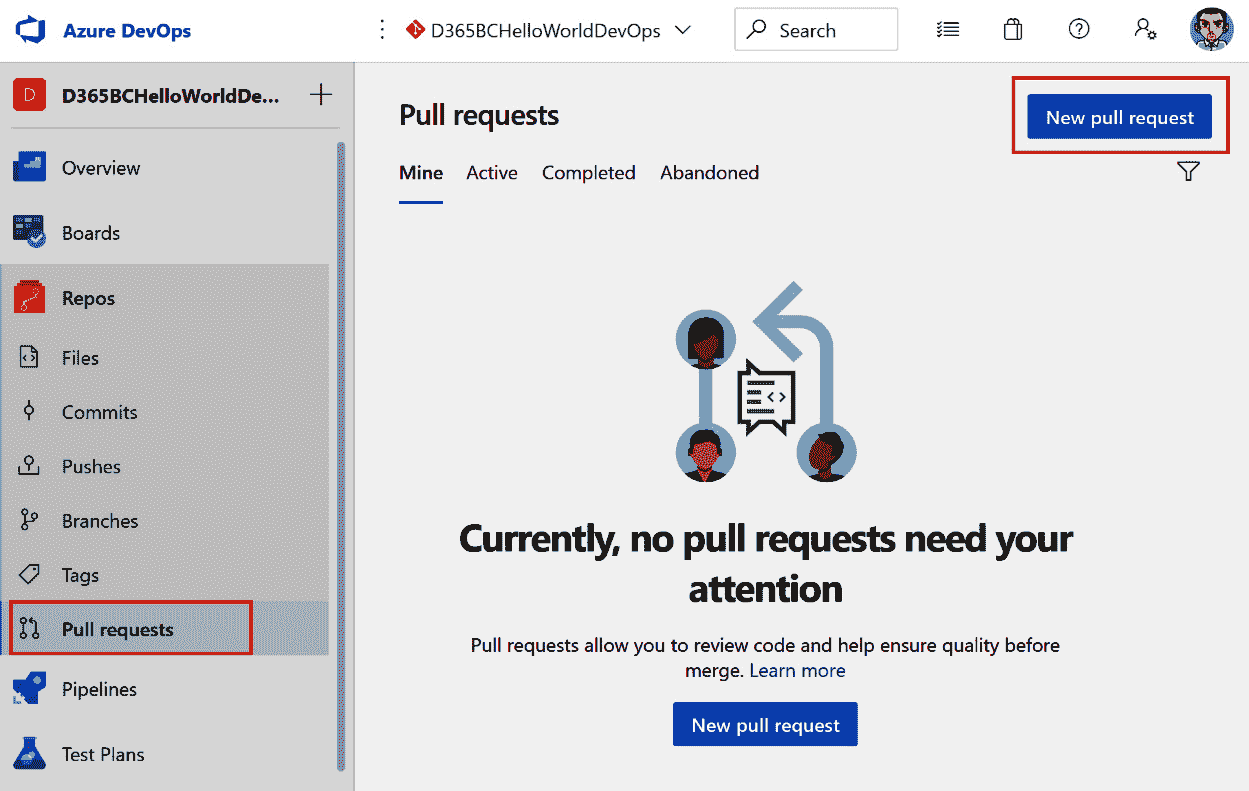 Azure DevOps
D365BCHelloWorldDevOps
Search
D
D365BCHelloWorldDe...
Overview
Boards
Repos
Files
Commits
Pushes
Branches
Tags
Pull requests
Pipelines
Test Plans
Pull requests
New pull request
Mine
Active
Completed
Abandoned
Currently, no pull requests need your
attention
Pull requests allow you to review code and help ensure quality before
merge. Learn more
New pull request